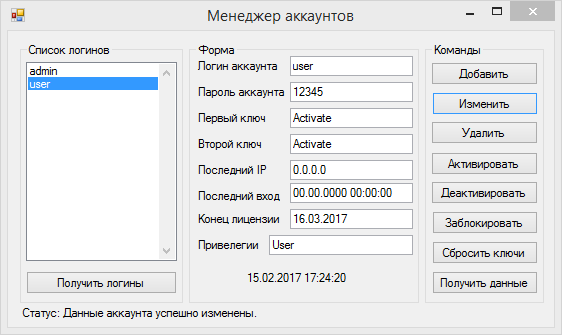 Менеджер аккаунтов
Список логинов
admin
user
Получить логины
Форма
Логин аккаунта user
Пароль аккаунта 12345
Первый ключ Activate
Второй ключ Activate
Последний IP 0.0.0.0
Последний вход 00.00.0000 00:00:00
Конец лицензии 16.03.2017
Привелегии User
15.02.2017 17:24:20
Команды
Добавить
Изменить
Удалить
Активировать
Деактивировать
Заблокировать
Сбросить ключи
Получить данные
Статус: Данные аккаунта успешно изменены.